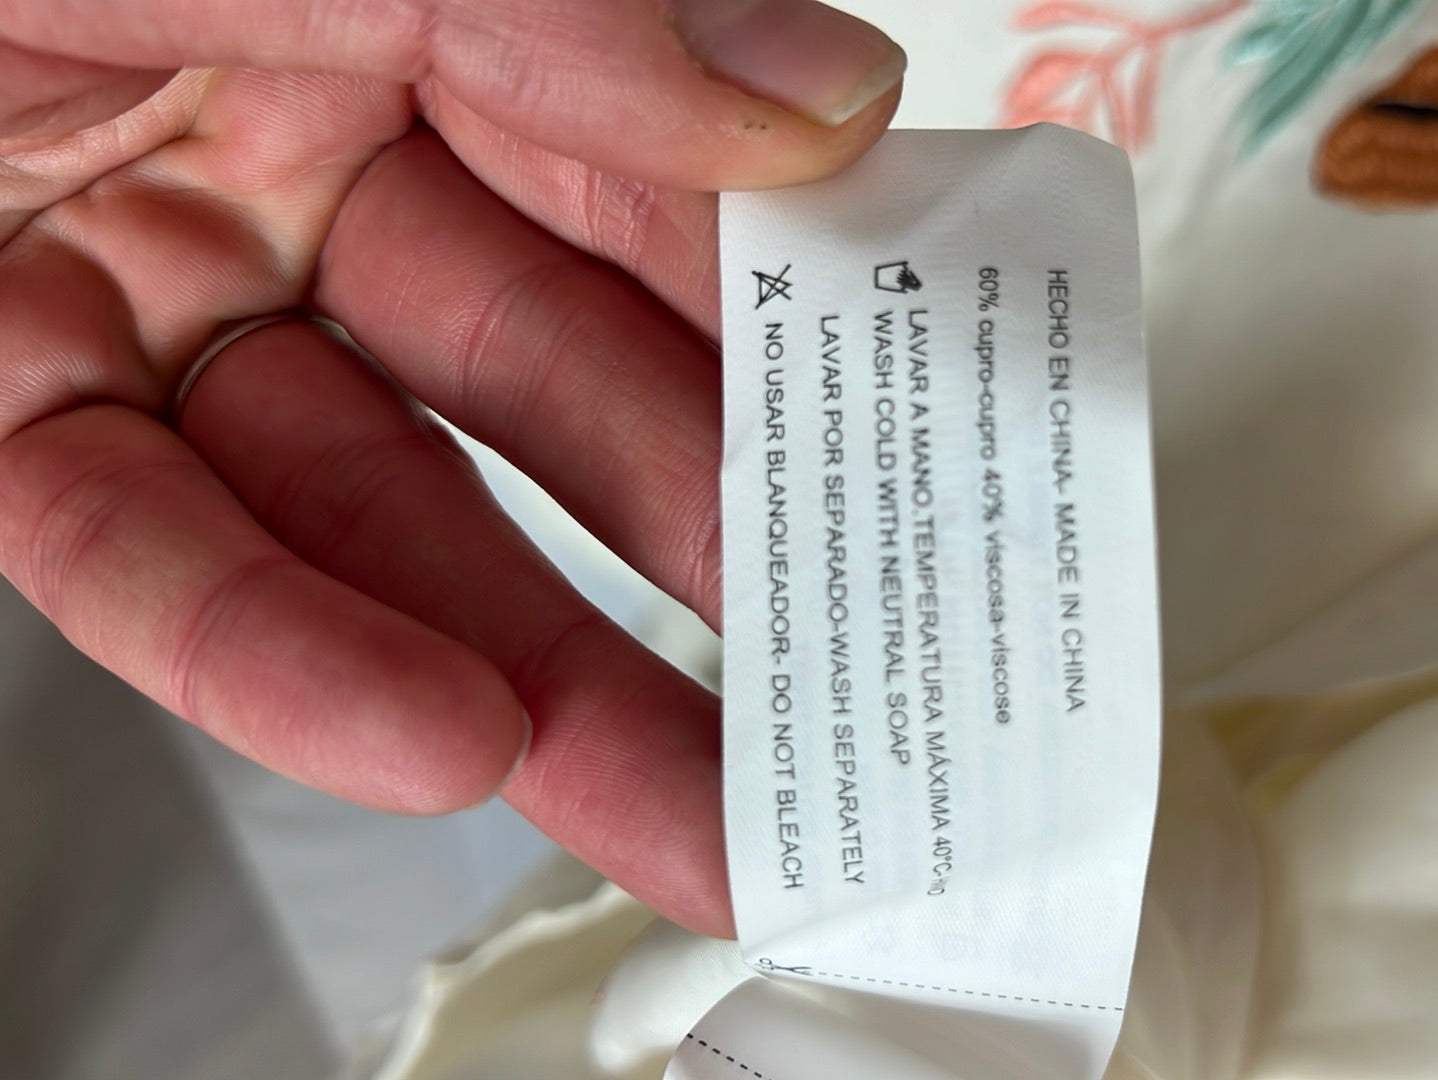 HECHO EN CHINA- MADE IN CHINA
60% cupro-cupro 40% viscosa-viscose
LAVAR A MANO.TEMPERATURA MÁXIMA 40°C-
WASH COLD WITH NEUTRAL SOAP
LAVAR POR SEPARADO-WASH SEPARATELY
NO USAR BLANQUEADOR- DO NOT BLEACH